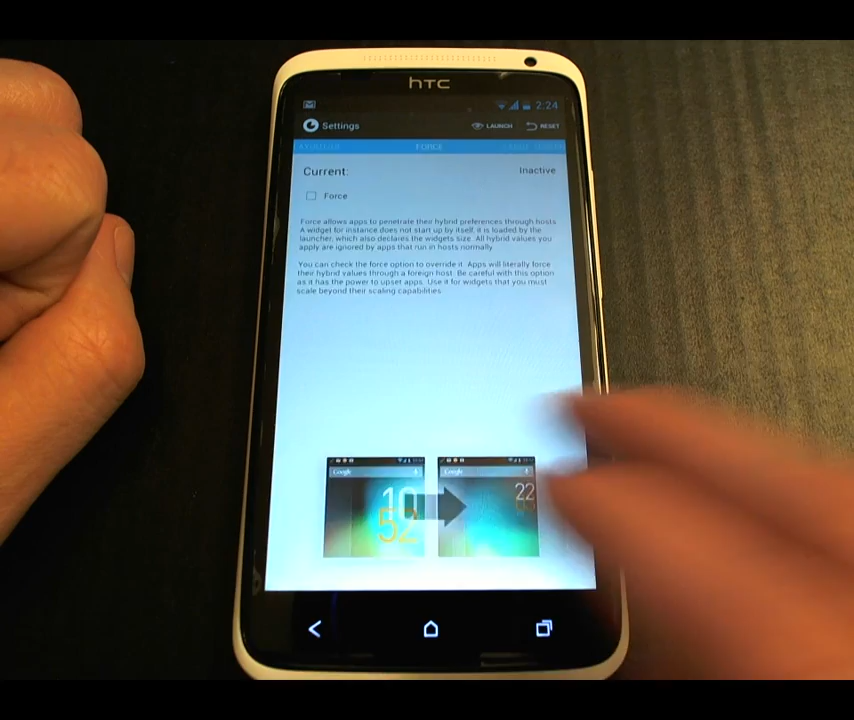 hTC
2:24
Settings
LAUNCH
RESET
FORCE
Current:
Inactive
Force
Force allows apps to penetrate their hybrid preferences through hosts.
A widget for instance does not start up by itself, it is loaded by the
launcher, which also declares the widgets size. All hybrid values you
apply are ignored by apps that run in hosts normally.
You can check the force option to override it. Apps will literally force
their hybrid values through a foreign host. Be careful with this option
as it has the power to upset apps. Use it for widgets that you must
scale beyond their scaling capabilities.
Google
Google
10
52
22